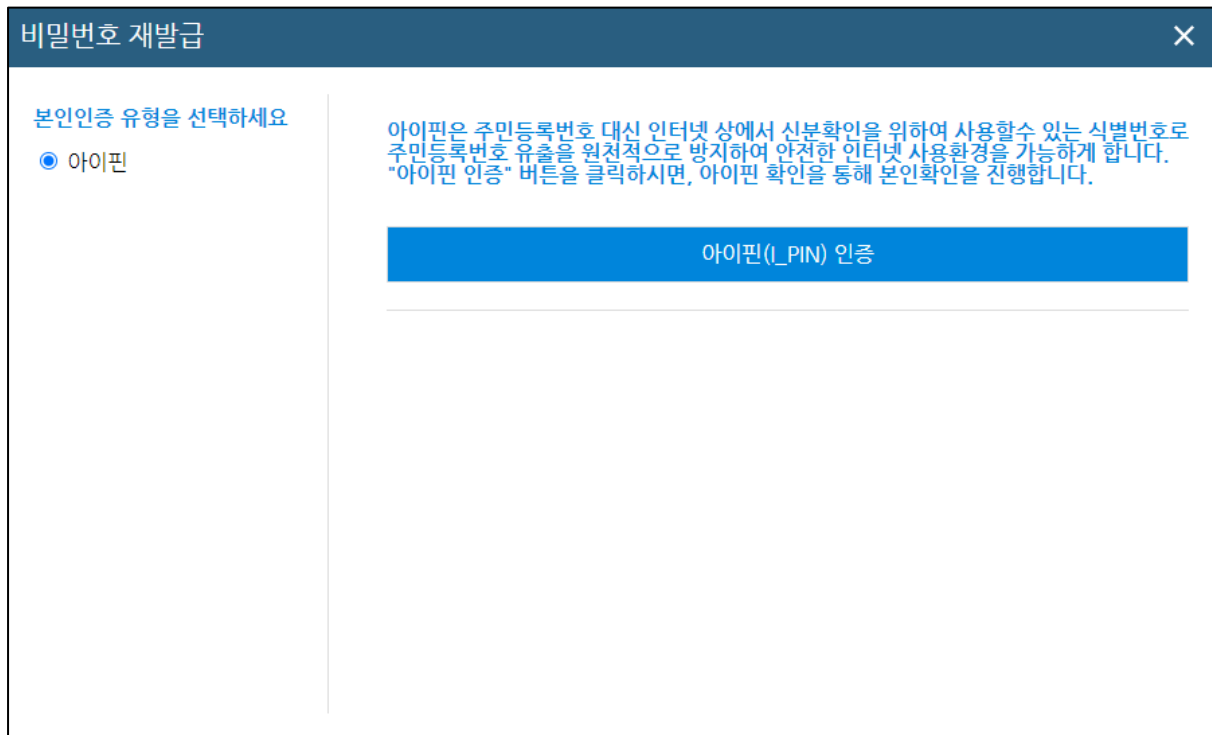 비밀번호 재발급
본인인증 유형을 선택하세요
아이핀
아이핀은 주민등록번호 대신 인터넷 상에서 신분확인을 위하여 사용할수 있는 식별번호로
주민등록번호 유출을 원천적으로 방지하여 안전한 인터넷 사용환경을 가능하게 합니다.
"아이핀 인증" 버튼을 클릭하시면, 아이핀 확인을 통해 본인확인을 진행합니다.
아이핀(I_PIN) 인증